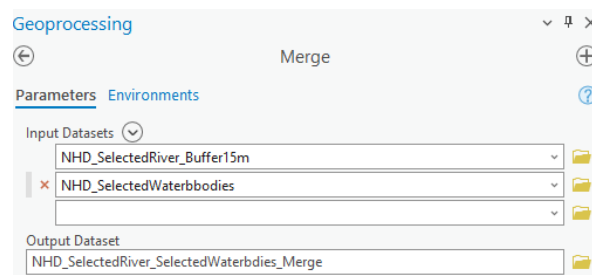 Geoprocessing
Merge
Parameters Environments
Input Datasets
NHD_SelectedRiver_Buffer15m
NHD_SelectedWaterbbodies
Output Dataset
NHD_SelectedRiver_SelectedWaterbdies_Merge